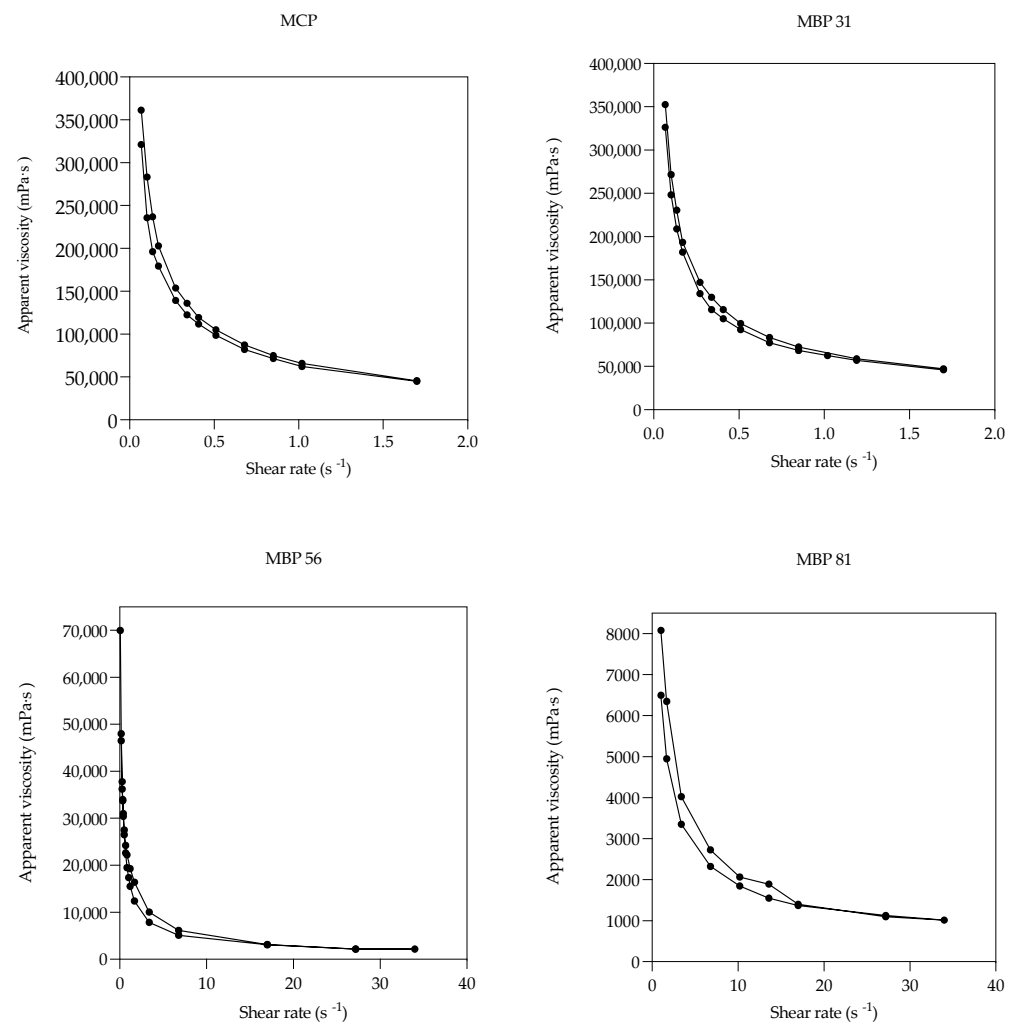 MCP
400,000
350,000
300,000
250,000
200,000
150,000
100,000
50,000
0
Apparent viscosity (mPa·s )
0.0 0.5 1.0 1.5 2.0
Shear rate (s -1)
MBP 31
400,000
350,000
300,000
250,000
200,000
150,000
100,000
50,000
0
Apparent viscosity (mPa·s )
0.0 0.5 1.0 1.5 2.0
Shear rate (s -1)
MBP 56
70,000
60,000
50,000
40,000
30,000
20,000
10,000
0
Apparent viscosity (mPa·s )
0 10 20 30 40
Shear rate (s -1)
MBP 81
8000
7000
6000
5000
4000
3000
2000
1000
0
Apparent viscosity (mPa·s )
0 10 20 30 40
Shear rate (s -1)